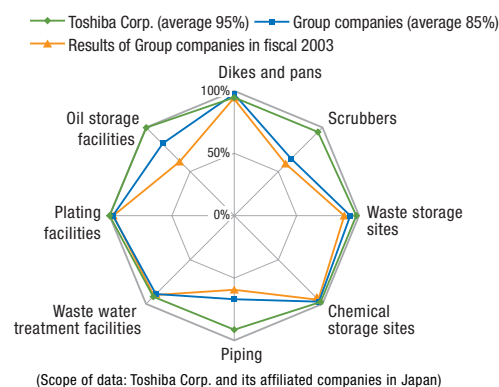 Toshiba Corp. (average 95%) Group companies (average 85%)
Results of Group companies in fiscal 2003
Dikes and pans
100%
Oil storage
facilities
Scrubbers
50%
0%
Plating
facilities
Waste storage
sites
Waste water
treatment facilities
Chemical
storage sites
Piping
(Scope of data: Toshiba Corp. and its affiliated companies in Japan)